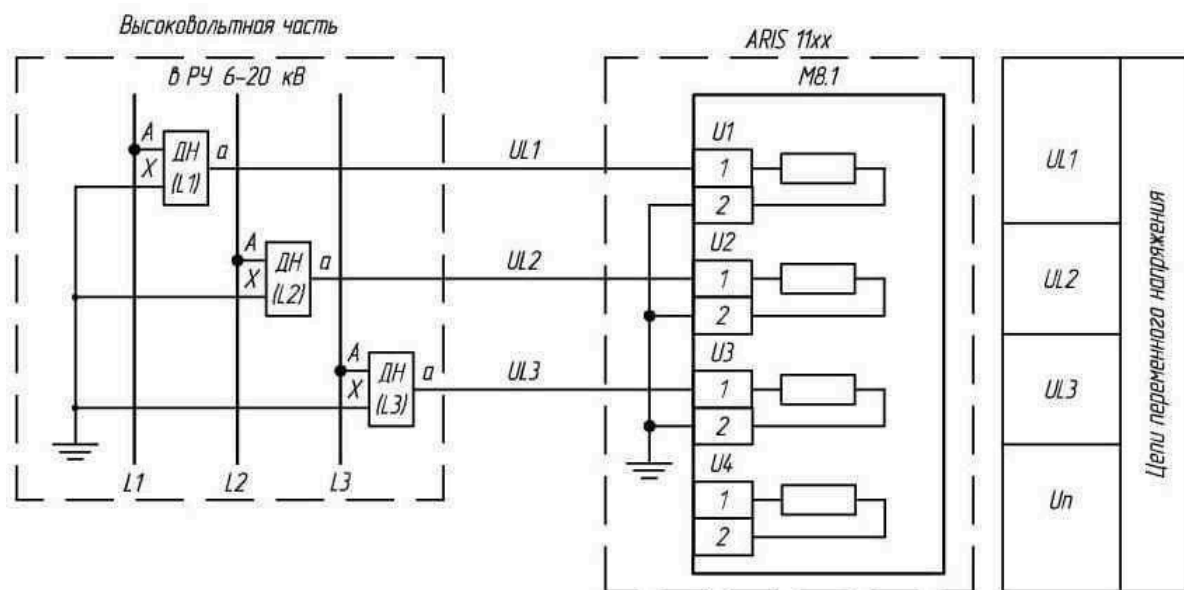 Высоковольтная часть
в РУ 6-20 кВ
A
X
ДН
(L1)
a
UL1
A
X
ДН
(L2)
a
UL2
A
X
ДН
(L3)
a
UL3
L1
L2
L3
ARIS 11xx
M8.1
U1
1
2
U2
1
2
U3
1
2
U4
1
2
UL1
UL2
UL3
Un
Цепи переменного напряжения